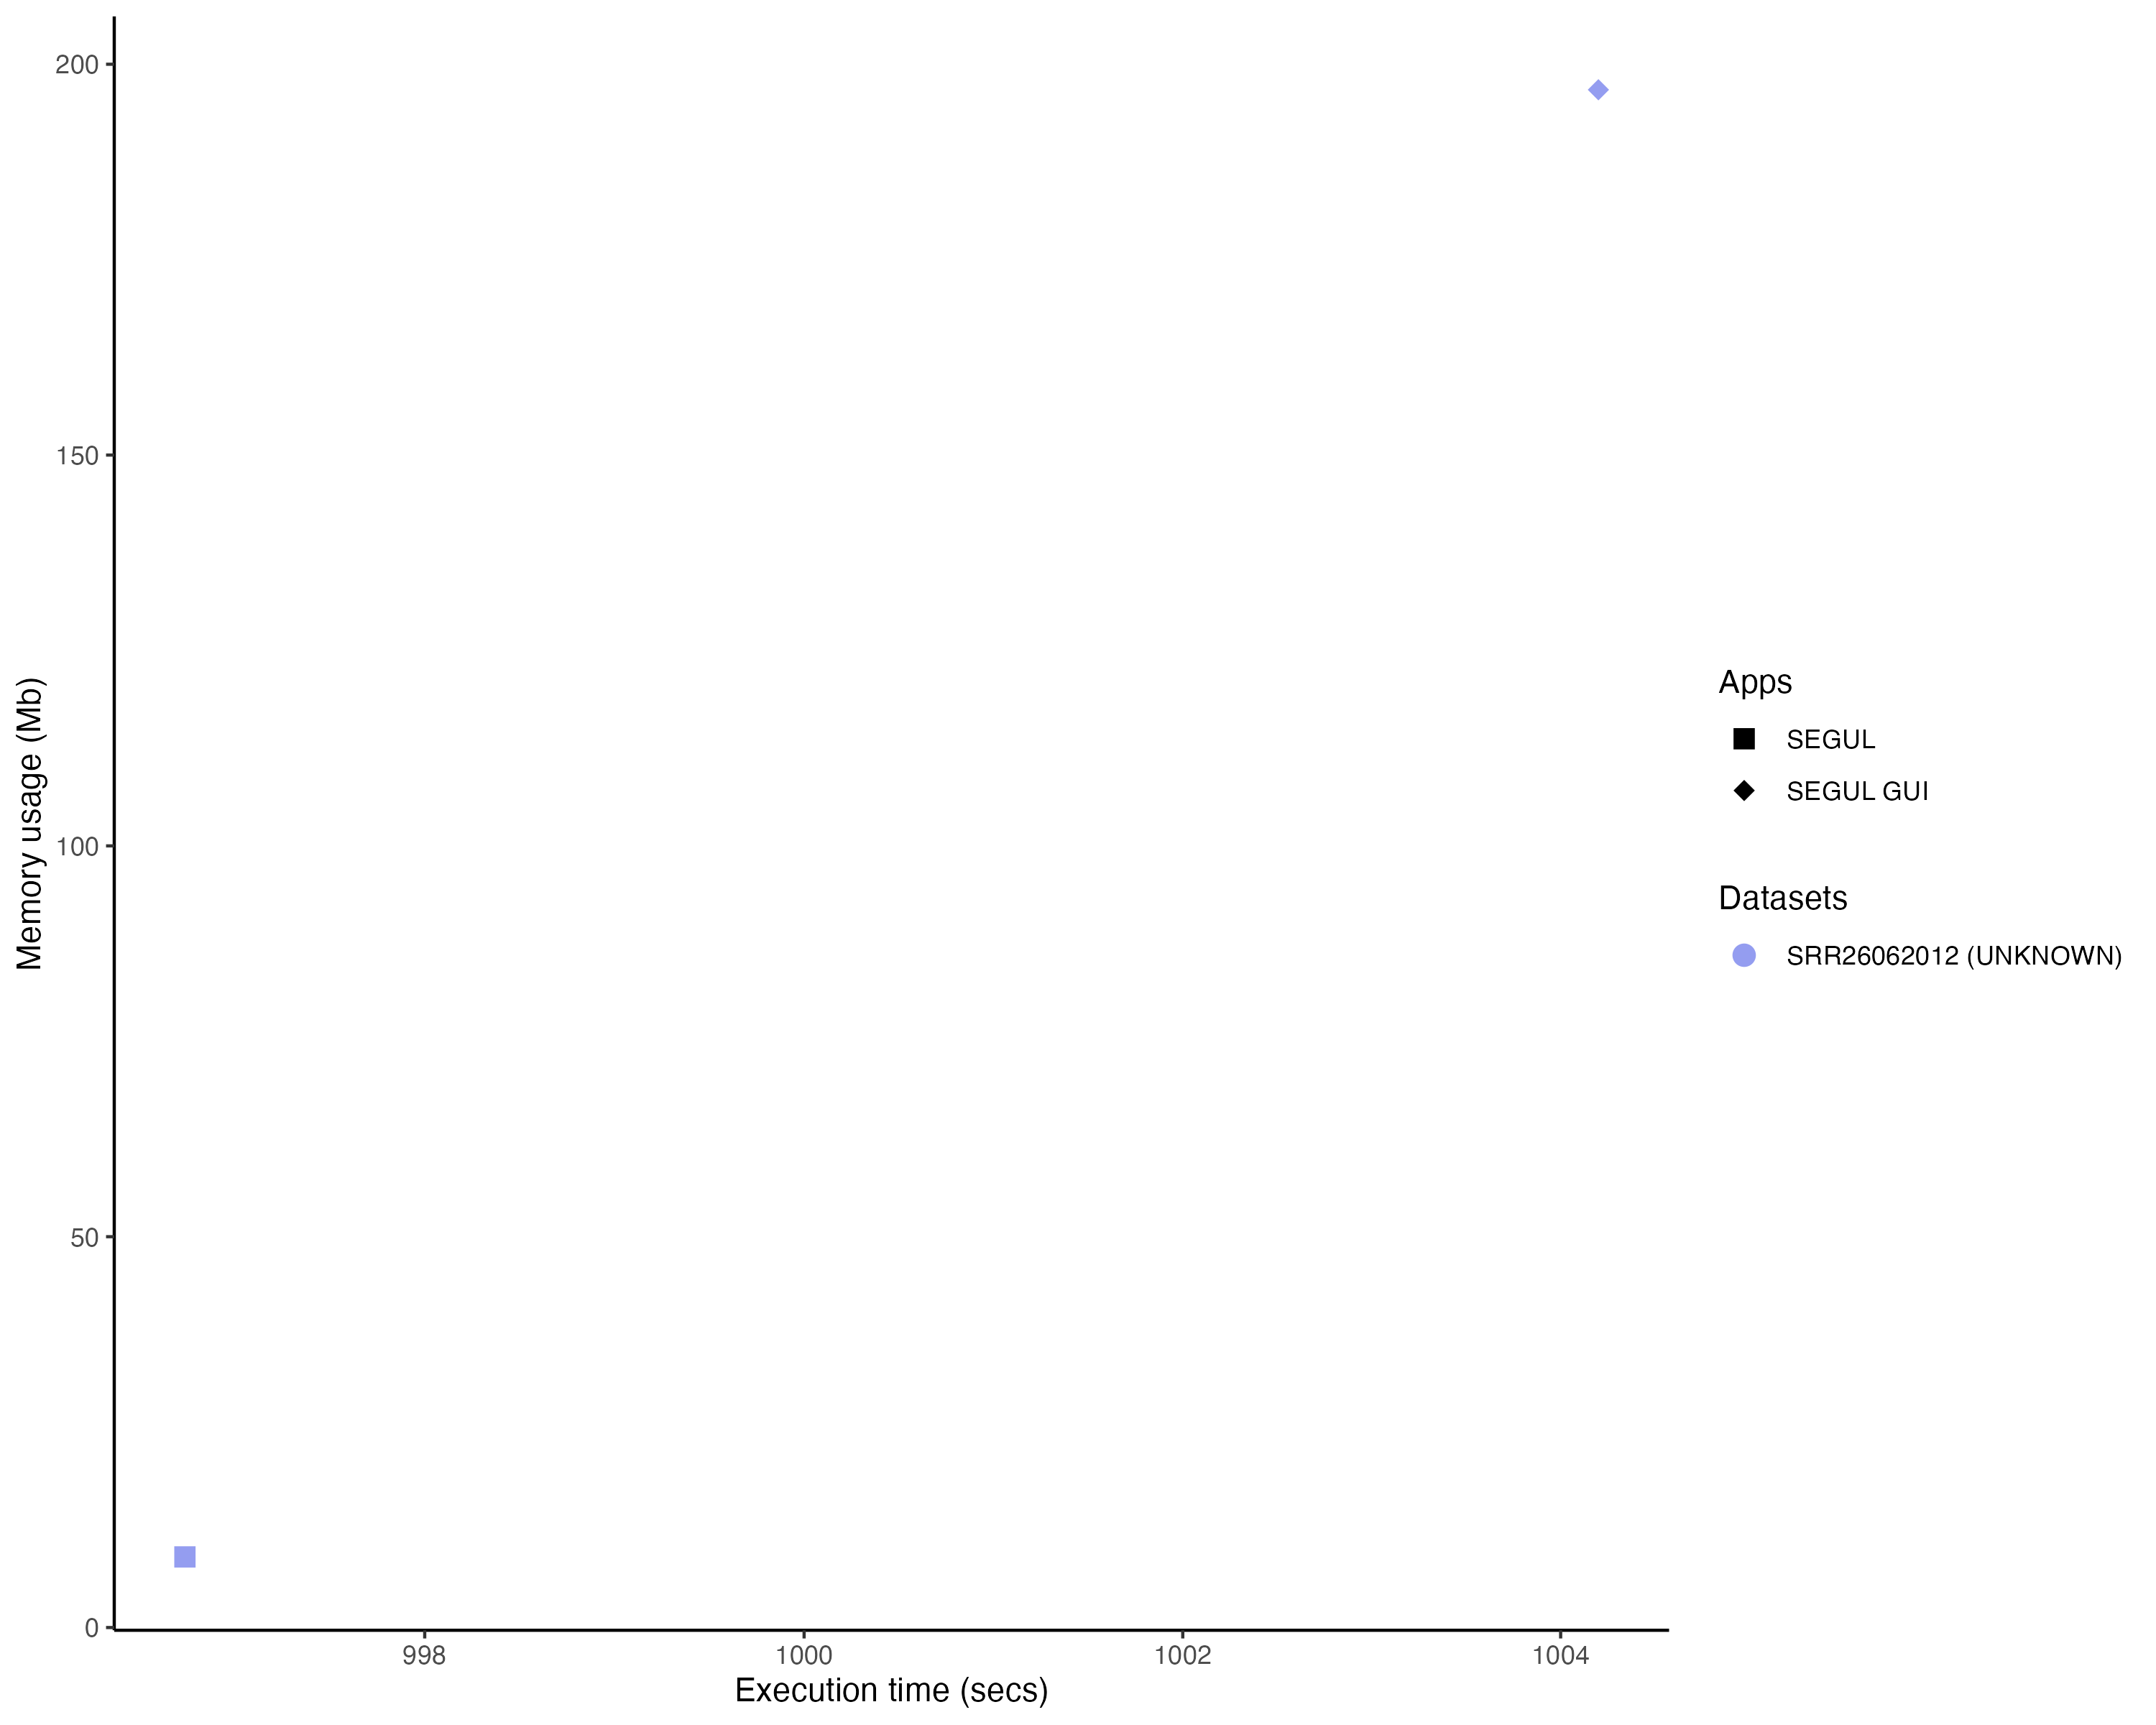 Memory usage (Mb)
200
150
100
50
0
998 1000 1002 1004
Execution time (secs)
Apps
SEGUL
SEGUL GUI
Datasets
SRR26062012 (UNKNOWN)